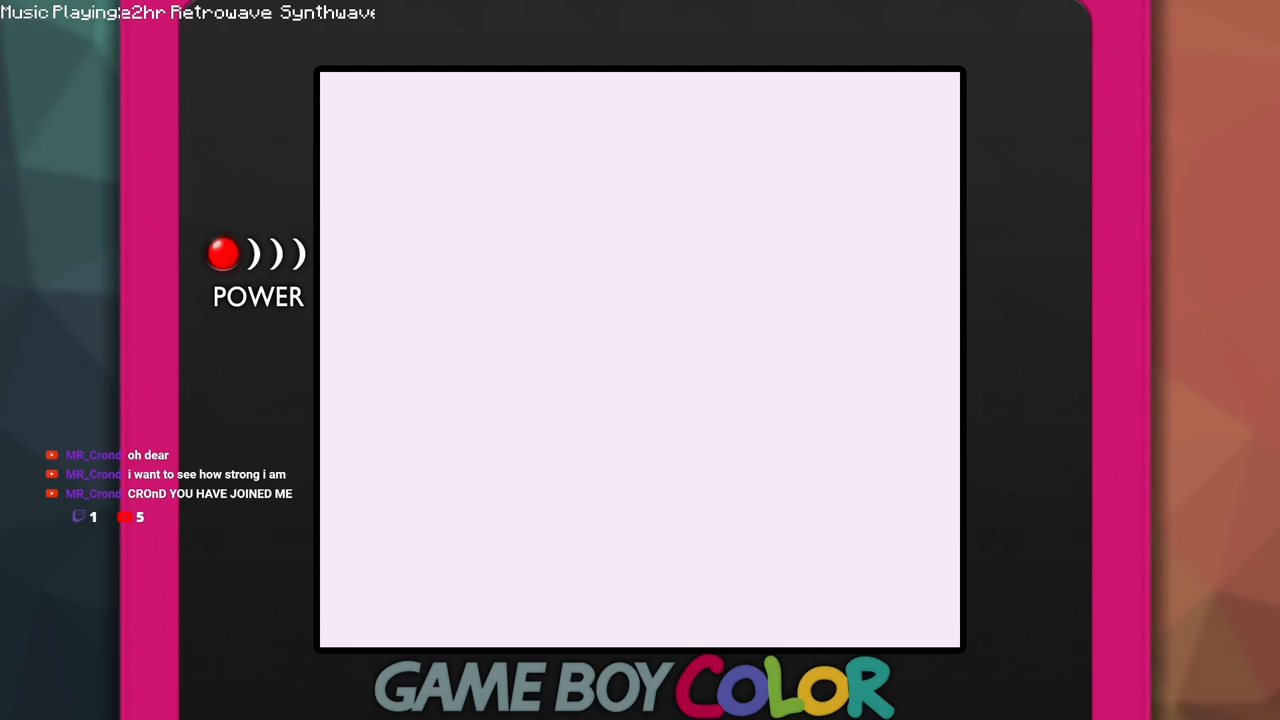 Music Playing:e2hr Retrowave Synthwave
POWER
MR_Crond oh dear
MR_Crond i want to see how strong i am
MR_Crond CROnD YOU HAVE JOINED ME
1 5
GAME BOY COLOR